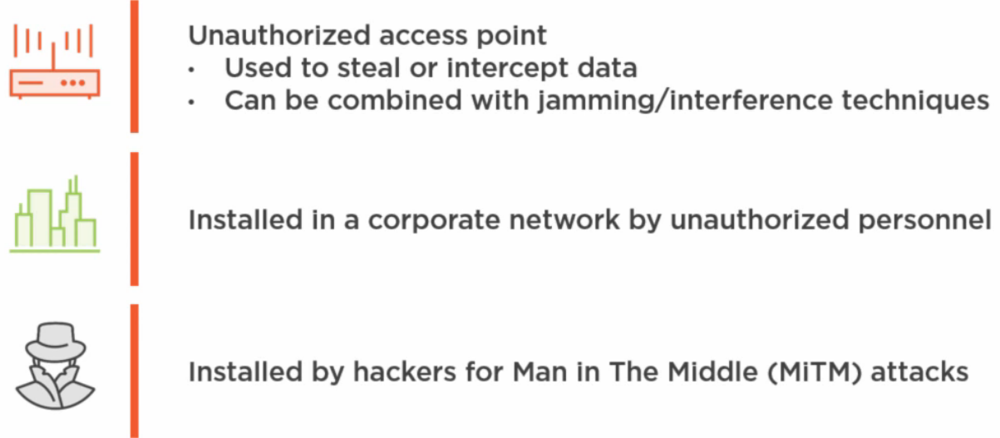 Unauthorized access point
• Used to steal or intercept data
• Can be combined with jamming/interference techniques
Installed in a corporate network by unauthorized personnel
Installed by hackers for Man in The Middle (MiTM) attacks